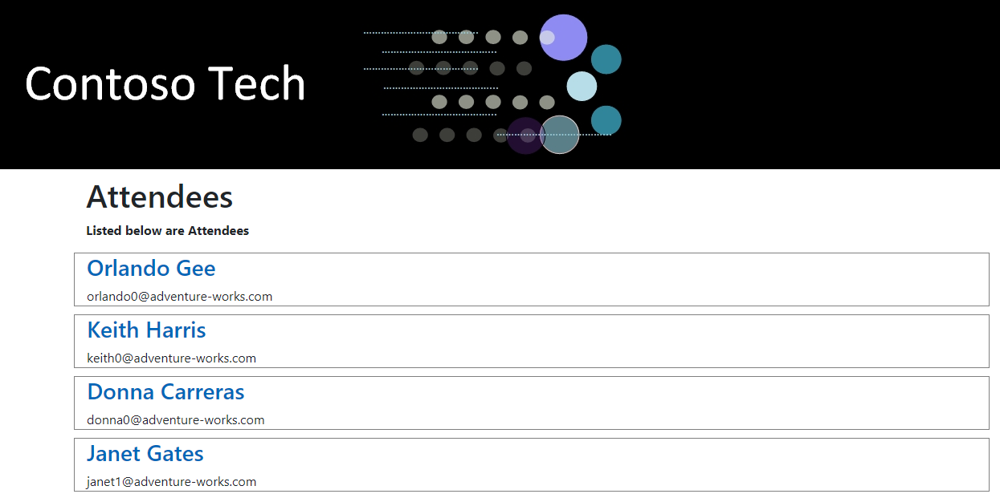 Contoso Tech
Attendees
Listed below are Attendees
Orlando Gee
orlando0@adventure-works.com
Keith Harris
keith0@adventure-works.com
Donna Carreras
donna0@adventure-works.com
Janet Gates
janet1@adventure-works.com